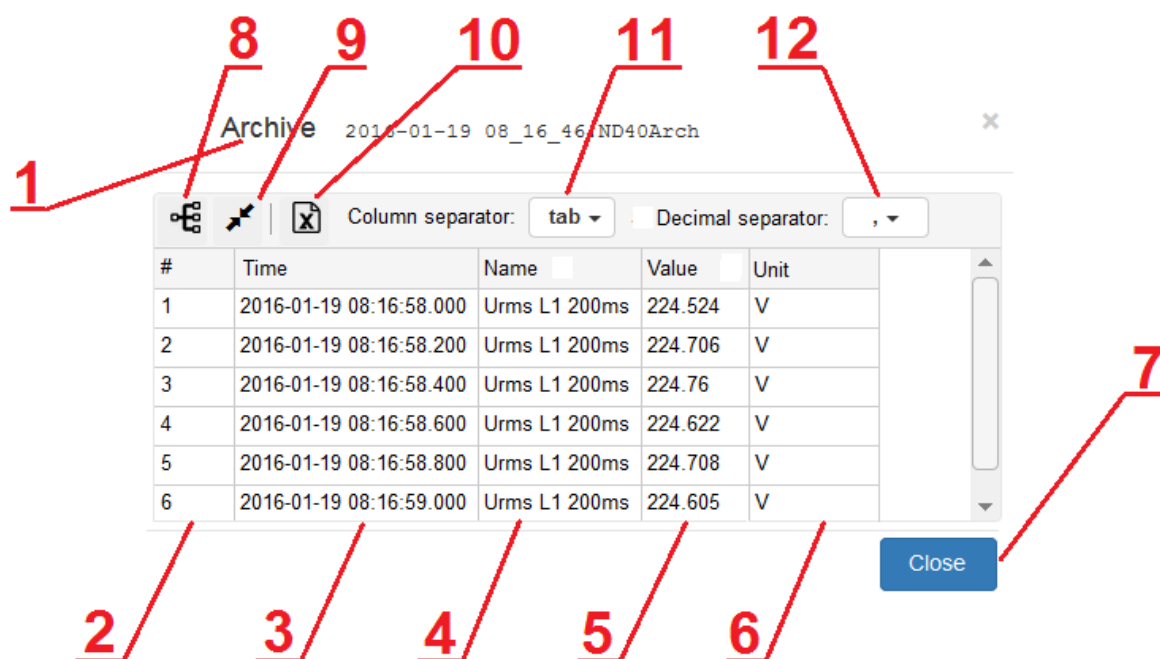 8 9 10 11 12
Archive 2016-01-19 08_16_46.ND40Arch ×
1
Column separator: tab Decimal separator: ,
# Time Name Value Unit
1 2016-01-19 08:16:58.000 Urms L1 200ms 224.524 V
2 2016-01-19 08:16:58.200 Urms L1 200ms 224.706 V
7
3 2016-01-19 08:16:58.400 Urms L1 200ms 224.76 V
4 2016-01-19 08:16:58.600 Urms L1 200ms 224.622 V
5 2016-01-19 08:16:58.800 Urms L1 200ms 224.708 V
6 2016-01-19 08:16:59.000 Urms L1 200ms 224.605 V
Close
2 3 4 5 6